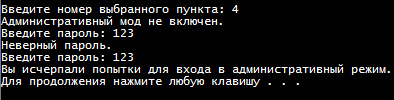 Введите номер выбранного пункта: 4
Административный мод не включен.
Введите пароль: 123
Неверный пароль.
Введите пароль: 123
Вы исчерпали попытки для входа в административный режим.
Для продолжения нажмите любую клавишу . . .